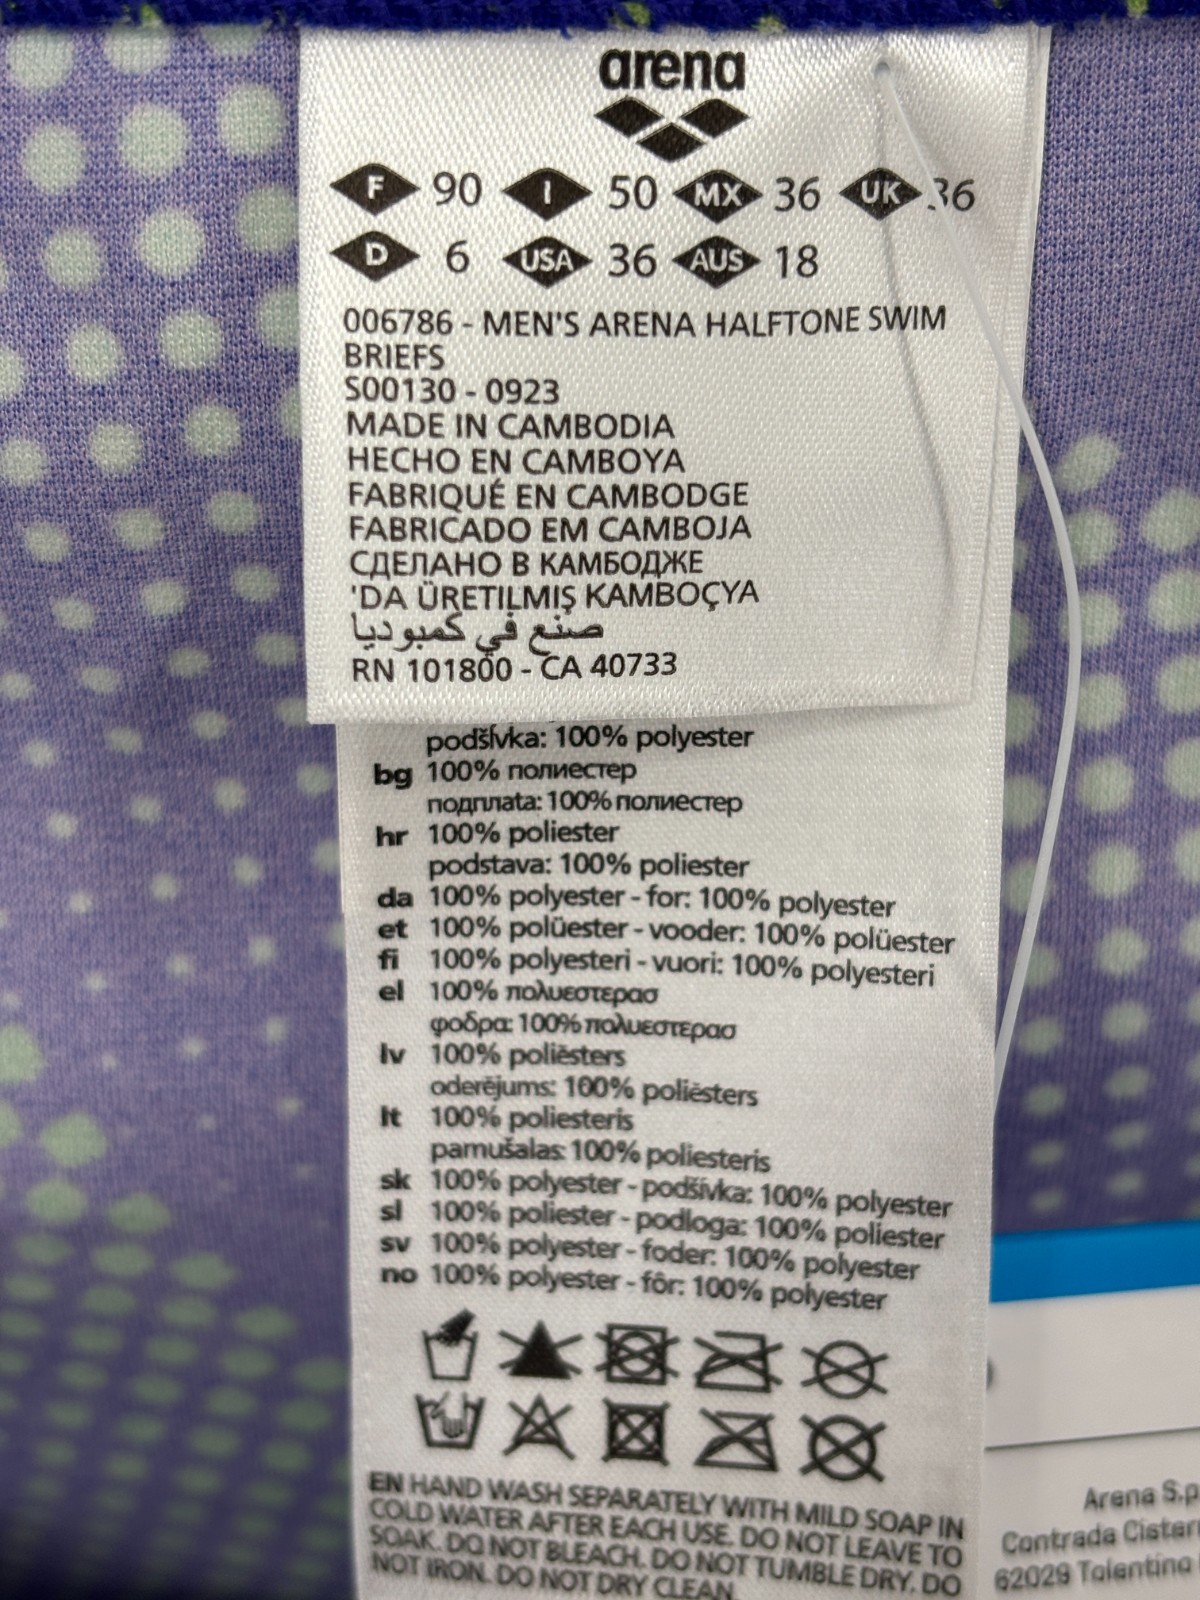 arena
F 90 I 50 MX 36 UK 36
D 6 USA 36 AUS 18
006786 - MEN'S ARENA HALFTONE SWIM
BRIEFS
S00130 - 0923
MADE IN CAMBODIA
HECHO EN CAMBOYA
FABRIQUÉ EN CAMBODGE
FABRICADO EM CAMBOJA
СДЕЛАНО В КАМБОДЖЕ
'DA ÜRETILMIŞ KAMBOÇYA
صنع في كمبوديا
RN 101800 - CA 40733
podšívka: 100% polyester
bg 100% полиестер
подплata: 100% полиестер
hr 100% poliester
podstava: 100% poliester
da 100% polyester - for: 100% polyester
et 100% polüester - vooder: 100% polüester
fi 100% polyesteri - vuori: 100% polyesteri
el 100% πολυεστερασ
φοδρα: 100% πολυεστερασ
lv 100% poliėsters
oderējums: 100% poliėsters
lt 100% poliesteris
pamušalas: 100% poliesteris
sk 100% polyester - podšívka: 100% polyester
sl 100% poliester - podloga: 100% poliester
sv 100% polyester - foder: 100% polyester
no 100% polyester - fôr: 100% polyester
EN HAND WASH SEPARATELY WITH MILD SOAP IN
COLD WATER AFTER EACH USE. DO NOT LEAVE TO
SOAK. DO NOT BLEACH. DO NOT TUMBLE DRY. DO
NOT IRON. DO NOT DRY CLEAN.
Arena S.p
Contrada Cister
62029 Tolentino